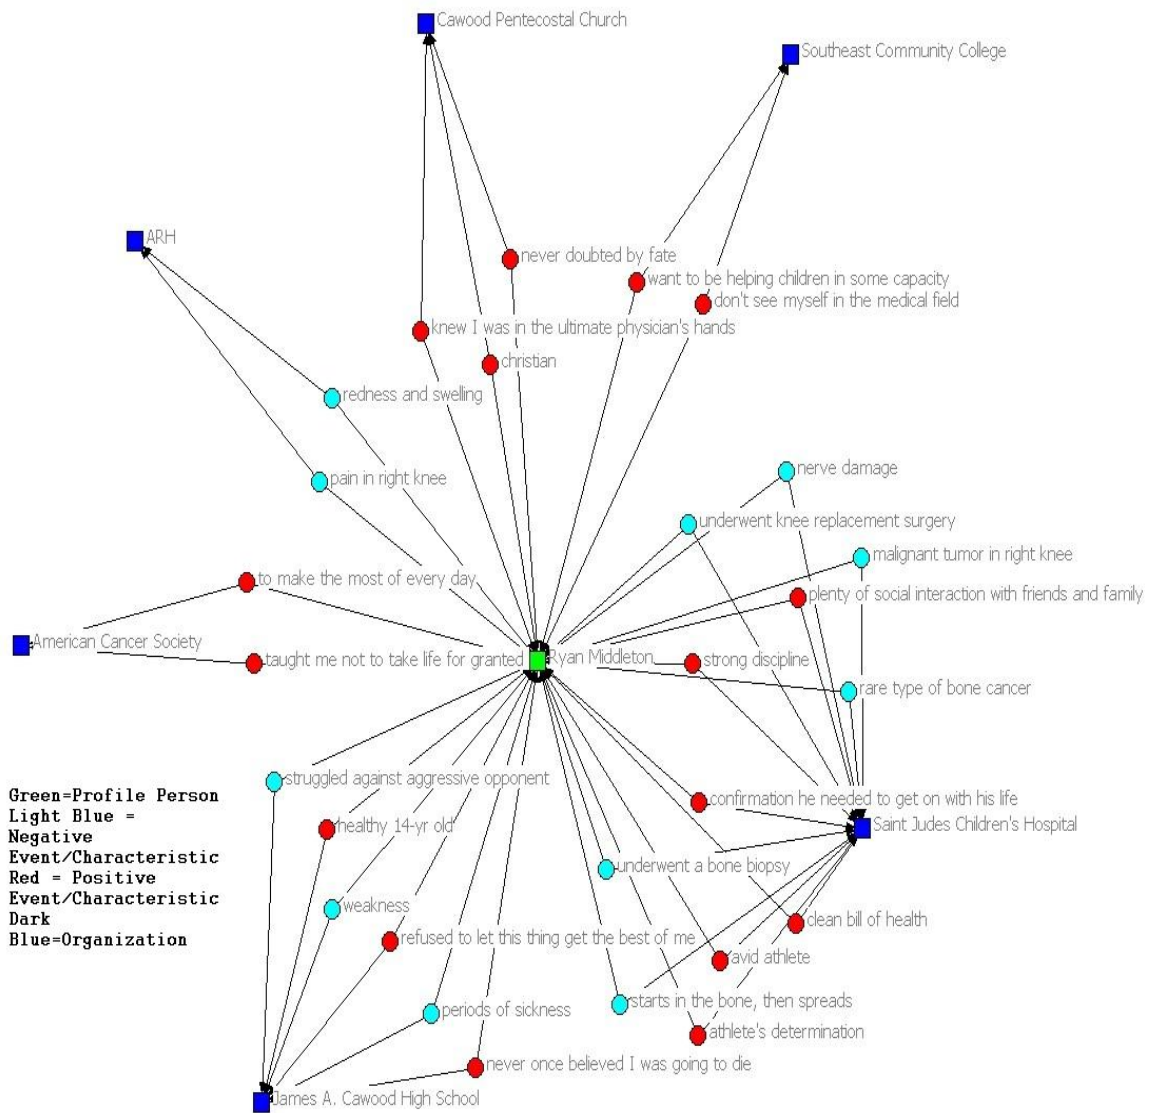 Cawood Pentecostal Church
Southeast Community College
ARH
never doubted by fate
want to be helping children in some capacity
don't see myself in the medical field
knew I was in the ultimate physician's hands
christian
redness and swelling
nerve damage
pain in right knee
underwent knee replacement surgery
malignant tumor in right knee
to make the most of every day
plenty of social interaction with friends and family
American Cancer Society
taught me not to take life for granted
Ryan Middleton
strong discipline
rare type of bone cancer
struggled against aggressive opponent
Green=Profile Person
Light Blue =
Negative
Event/Characteristic
Red = Positive
Event/Characteristic
Dark
Blue=Organization
confirmation he needed to get on with his life
healthy 14-yr old
Saint Judes Children's Hospital
underwent a bone biopsy
weakness
clean bill of health
refused to let this thing get the best of me
avid athlete
starts in the bone, then spreads
periods of sickness
athlete's determination
never once believed I was going to die
James A. Cawood High School